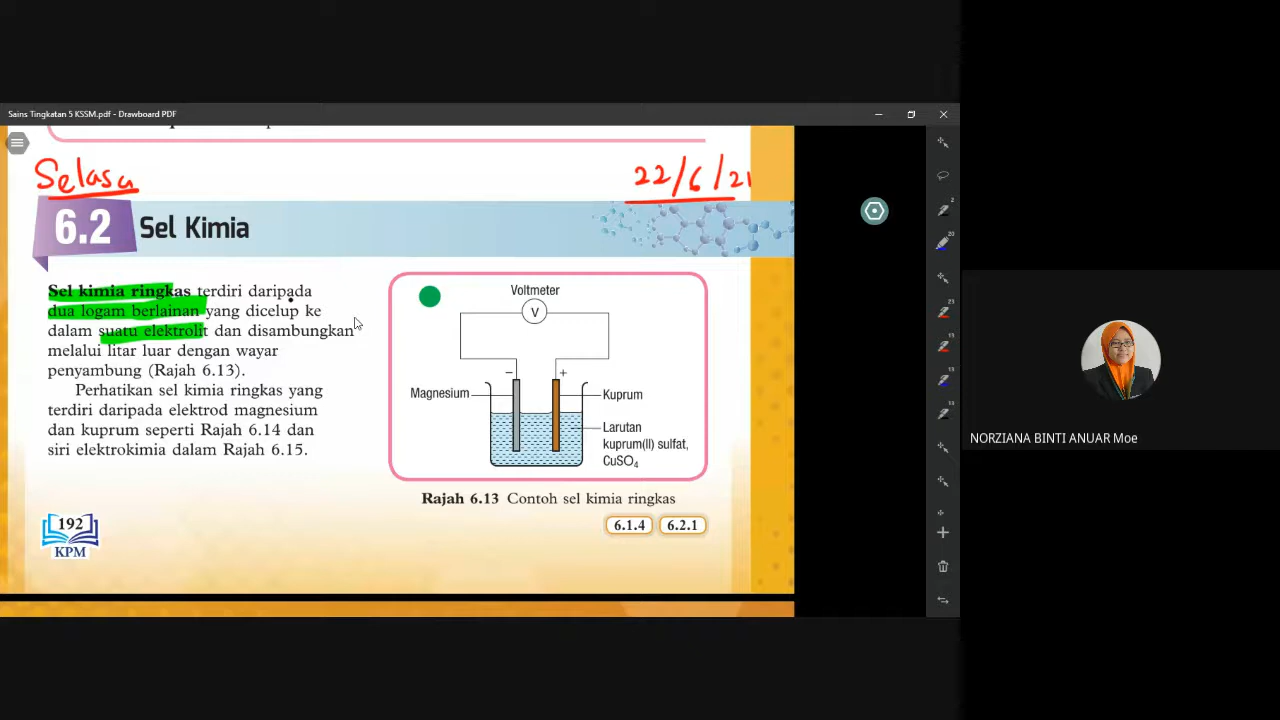 Sains Tingkatan 5 KSSM.pdf - Drawboard PDF
Selasa
22/6/21
6.2 Sel Kimia
Sel kimia ringkas terdiri daripada
dua logam berlainan yang dicelup ke
dalam suatu elektrolit dan disambungkan
melalui litar luar dengan wayar
penyambung (Rajah 6.13).
Perhatikan sel kimia ringkas yang
terdiri daripada elektrod magnesium
dan kuprum seperti Rajah 6.14 dan
siri elektrokimia dalam Rajah 6.15.
Voltmeter
V
−
+
Magnesium
Kuprum
Larutan
kuprum(II) sulfat,
CuSO₄
Rajah 6.13 Contoh sel kimia ringkas
6.1.4 6.2.1
192
KPM
NORZIANA BINTI ANUAR Moe